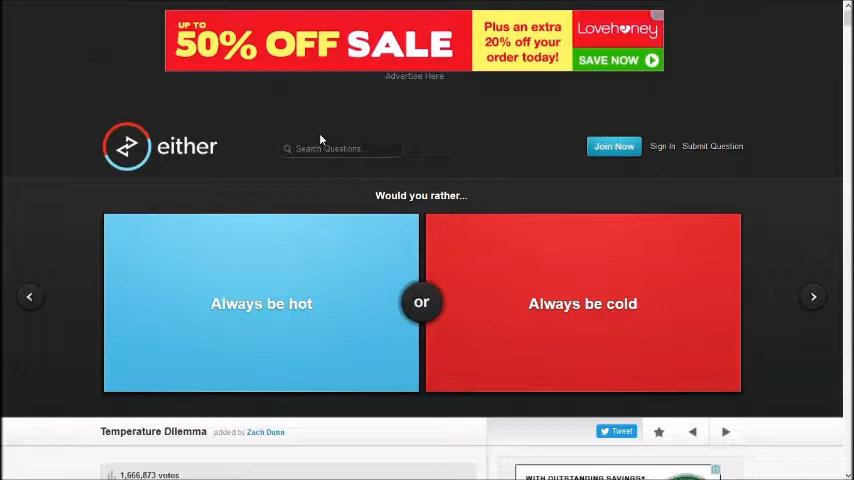 UP TO
50% OFF SALE
Plus an extra
20% off your
order today!
Lovehoney
SAVE NOW
Advertise Here
either
Search Questions...
Join Now
Sign In
Submit Question
Would you rather...
Always be hot
or
Always be cold
Temperature Dilemma
added by Zach Dunn
Tweet
1,666,873 votes
WITH OUTSTANDING SAVINGS*